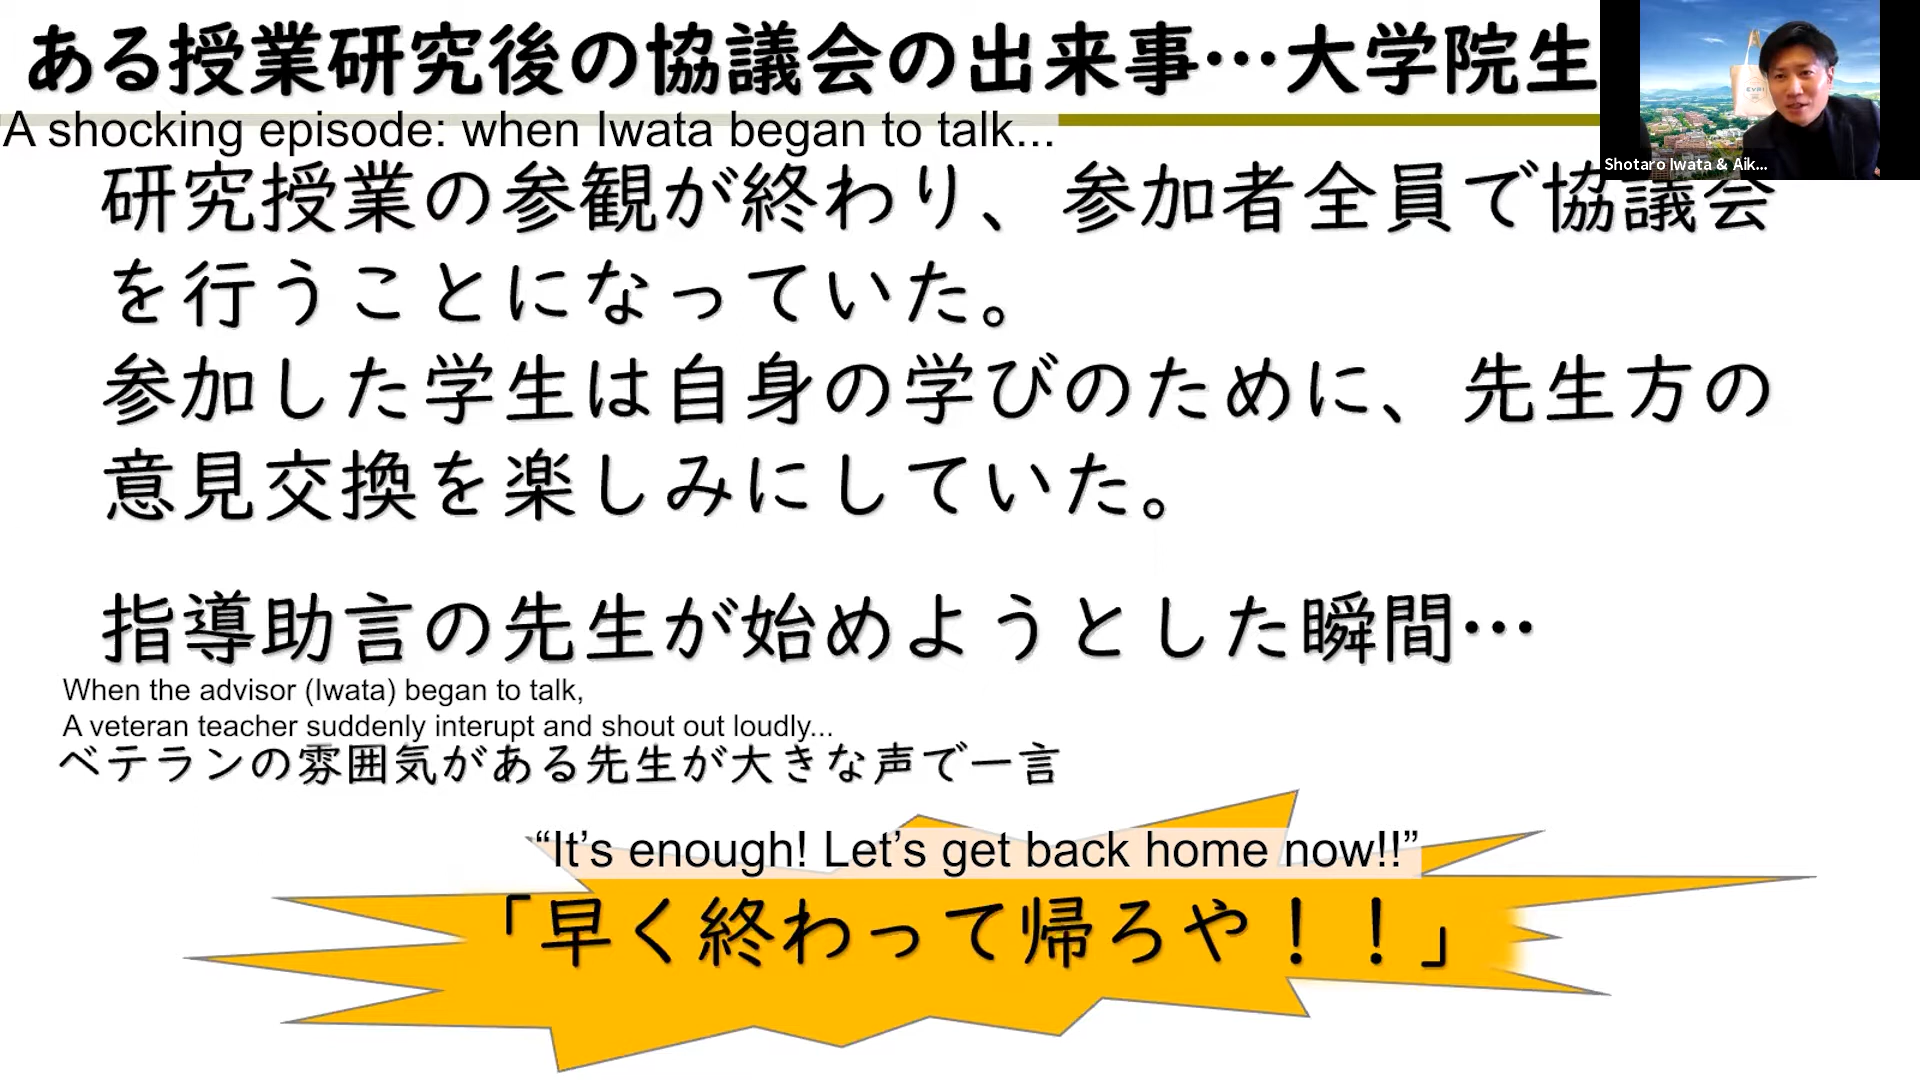 ある授業研究後の協議会の出来事…大学院生
A shocking episode: when Iwata began to talk...
Shotaro Iwata & Aik...
研究授業の参観が終わり、参加者全員で協議会
を行うことになっていた。
参加した学生は自身の学びのために、先生方の
意見交換を楽しみにしていた。
指導助言の先生が始めようとした瞬間…
When the advisor (Iwata) began to talk,
A veteran teacher suddenly interupt and shout out loudly...
ベテランの雰囲気がある先生が大きな声で一言
“It’s enough! Let’s get back home now!!”
「早く終わって帰ろや！！」
EVRI